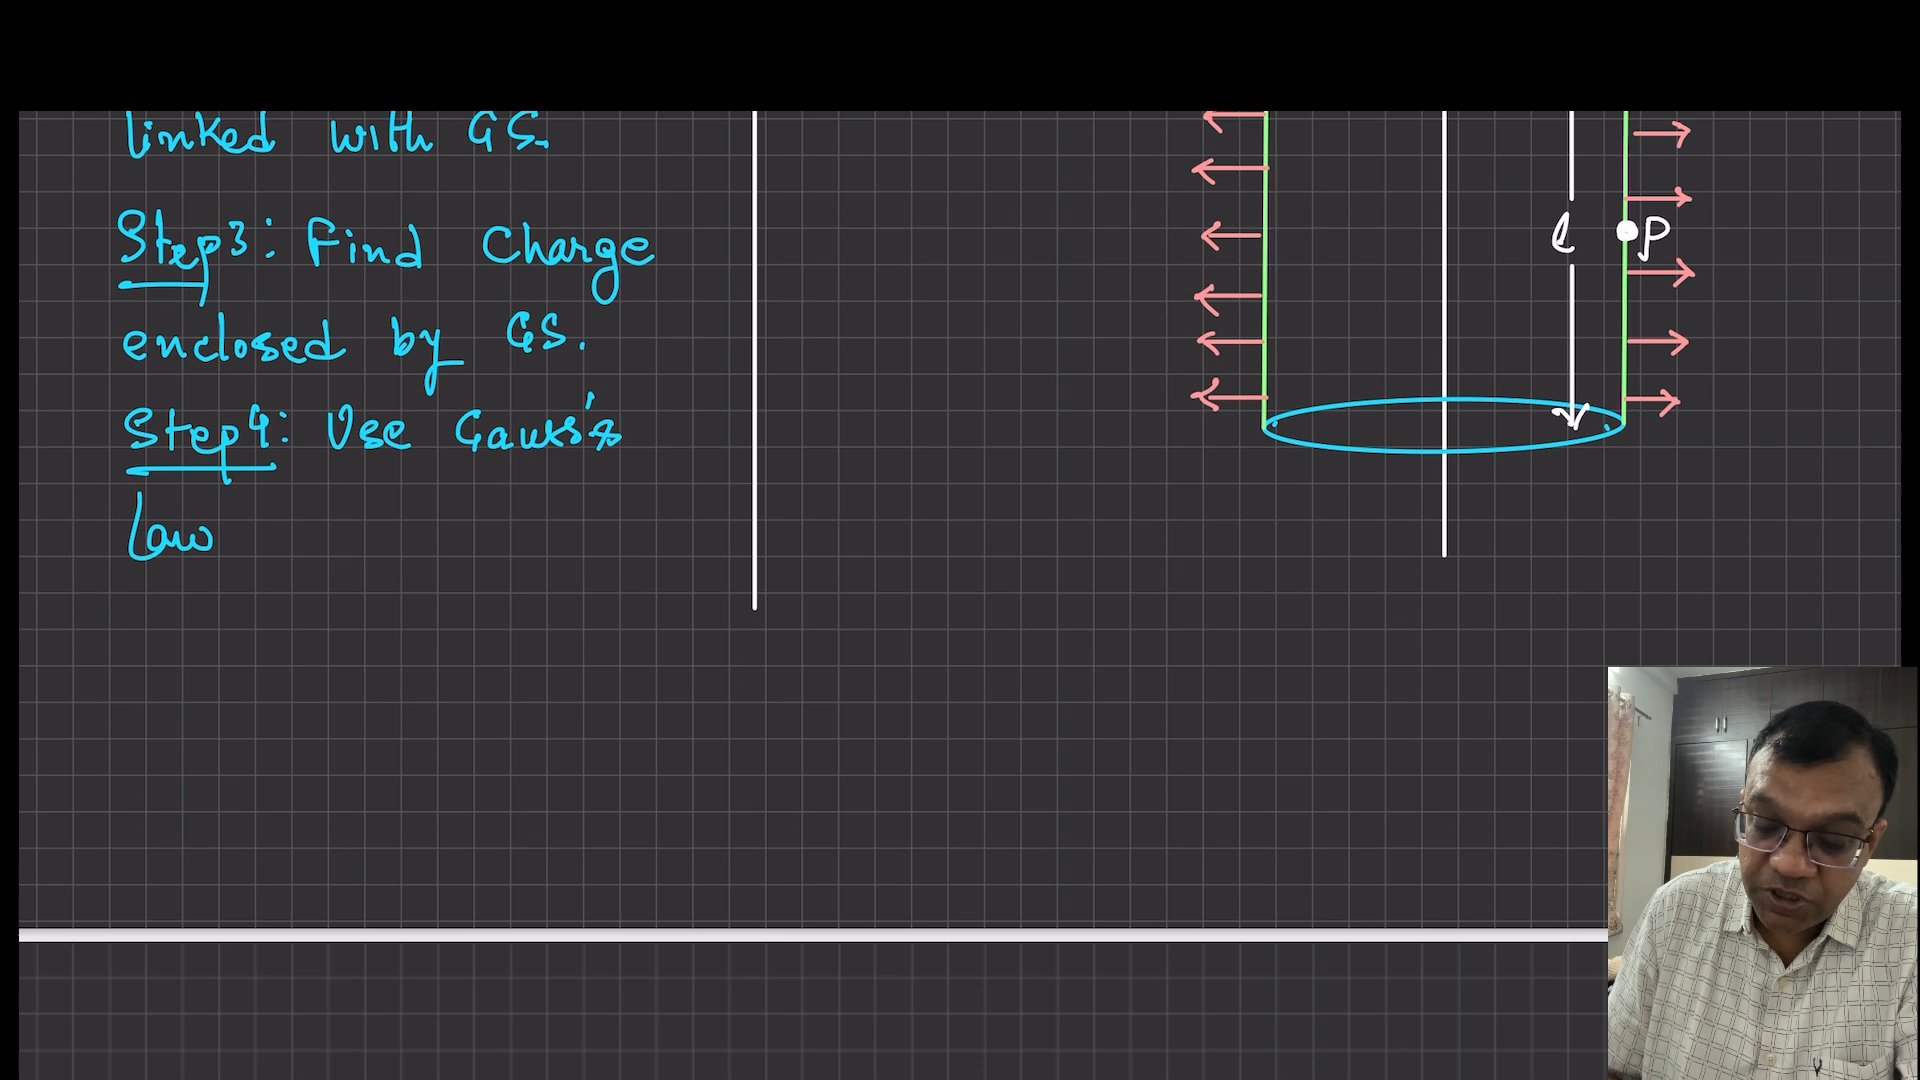 linked with GS.
Step3: Find Charge
enclosed by GS.
Step4: Use Gauss's
Law
l
P